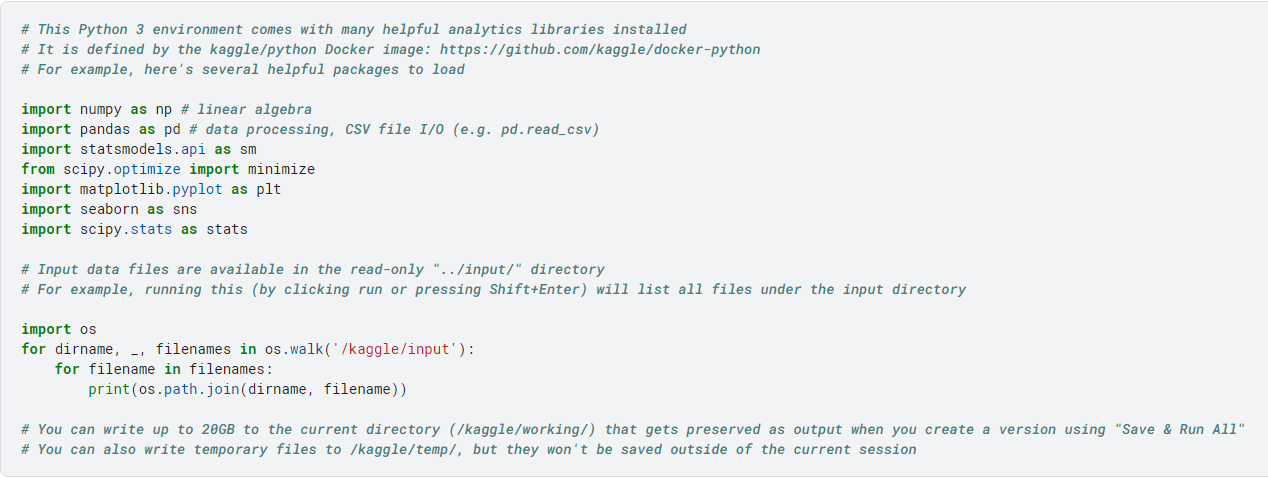 # This Python 3 environment comes with many helpful analytics libraries installed
# It is defined by the kaggle/python Docker image: https://github.com/kaggle/docker-python
# For example, here's several helpful packages to load
import numpy as np # linear algebra
import pandas as pd # data processing, CSV file I/O (e.g. pd.read_csv)
import statsmodels.api as sm
from scipy.optimize import minimize
import matplotlib.pyplot as plt
import seaborn as sns
import scipy.stats as stats
# Input data files are available in the read-only "../input/" directory
# For example, running this (by clicking run or pressing Shift+Enter) will list all files under the input directory
import os
for dirname, _, filenames in os.walk('/kaggle/input'):
    for filename in filenames:
        print(os.path.join(dirname, filename))
# You can write up to 20GB to the current directory (/kaggle/working/) that gets preserved as output when you create a version using "Save & Run All"
# You can also write temporary files to /kaggle/temp/, but they won't be saved outside of the current session